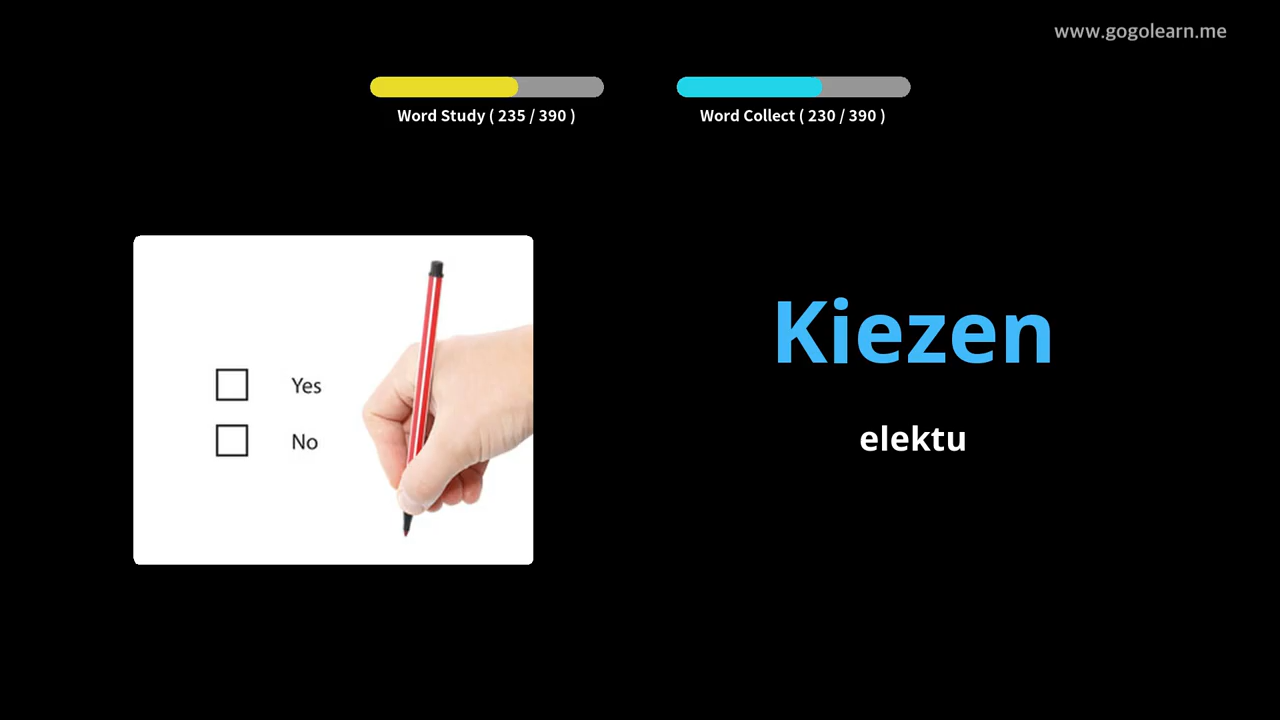 www.gogolearn.me
Word Study ( 235 / 390 )
Word Collect ( 230 / 390 )
Yes
No
Kiezen
elektu